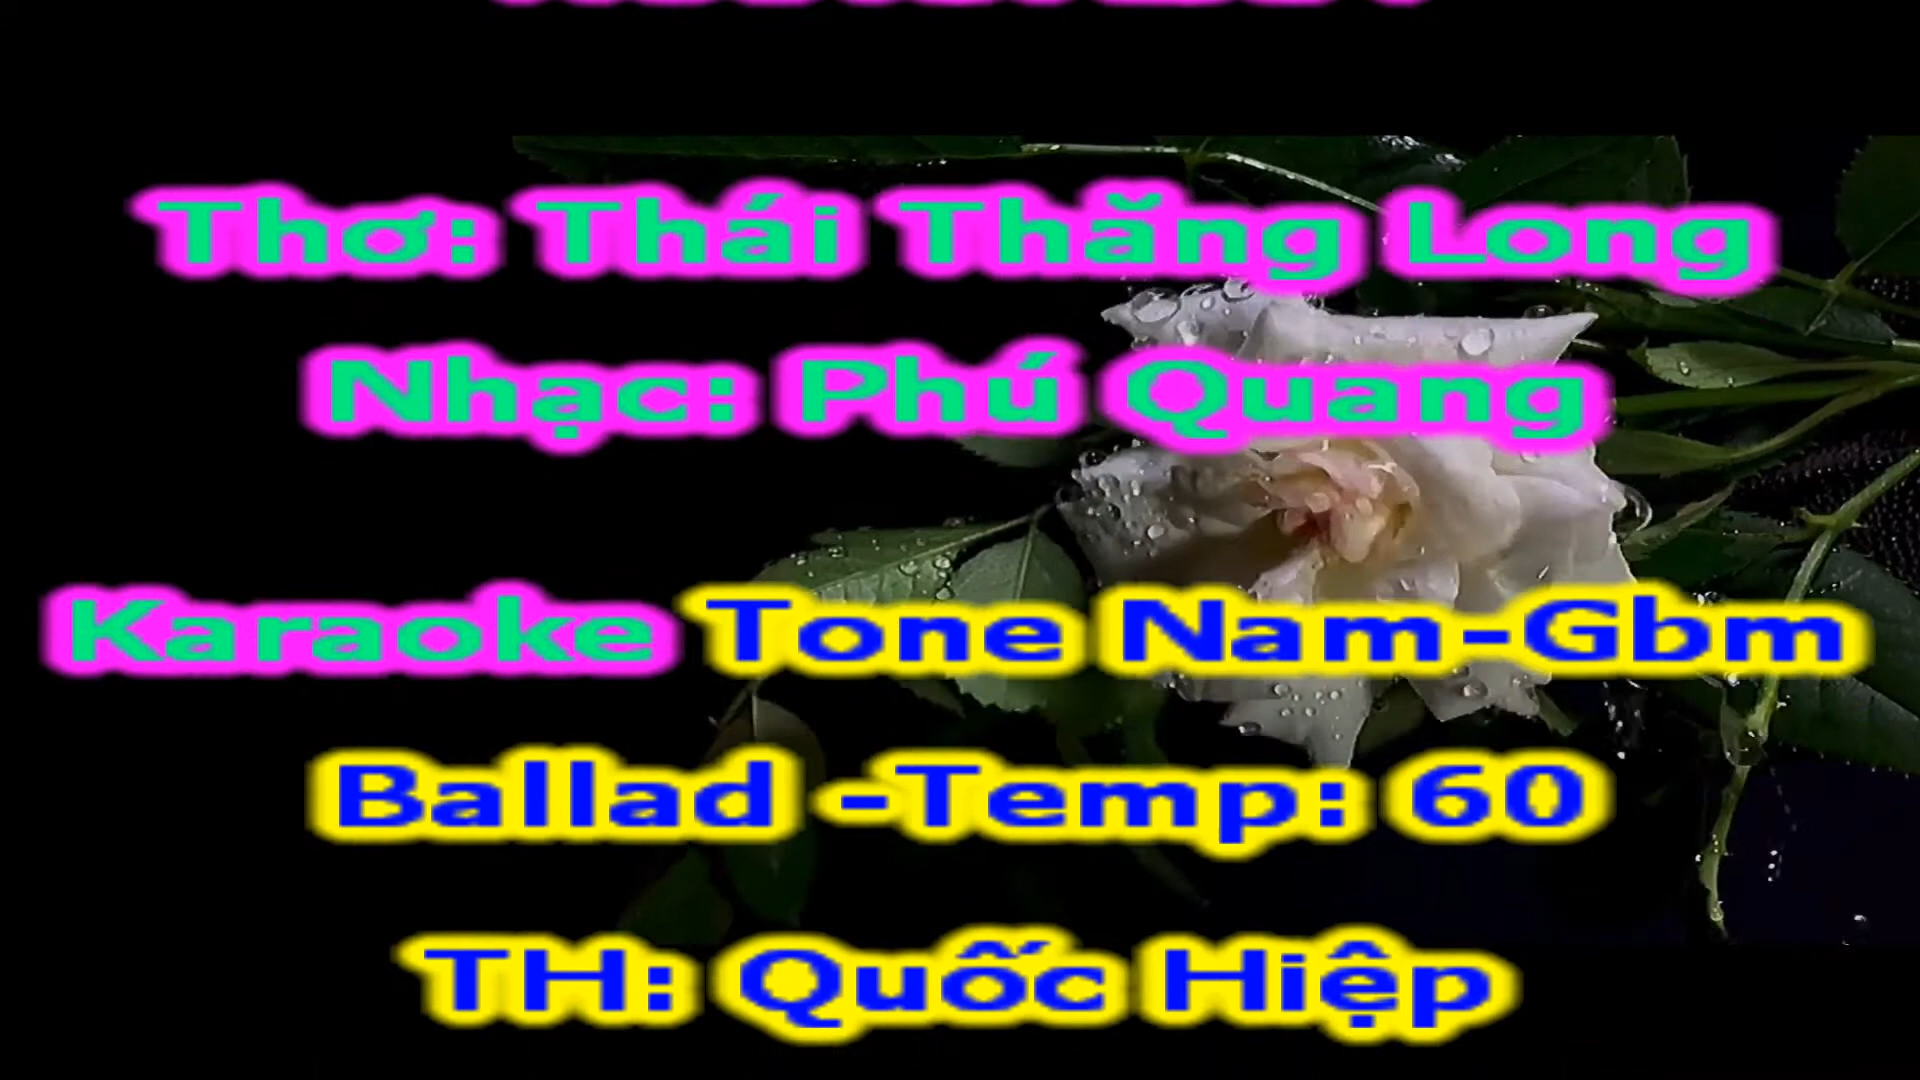 Thơ: Thái Thăng Long
Nhạc: Phú Quang
Karaoke Tone Nam-Gbm
Ballad -Temp: 60
TH: Quốc Hiệp